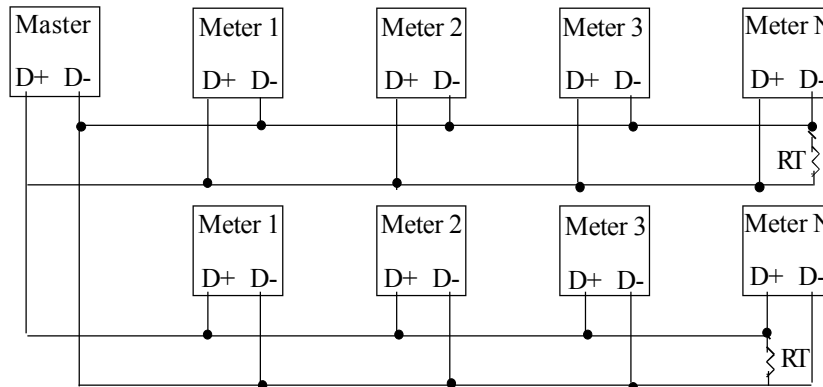 Master Meter 1 Meter 2 Meter 3 Meter N
D+ D- D+ D- D+ D- D+ D- D+ D-
RT
Meter 1 Meter 2 Meter 3 Meter N
D+ D- D+ D- D+ D- D+ D-
RT